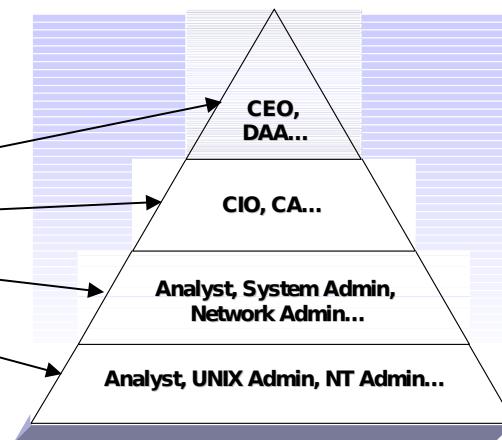 CEO,
DAA...
CIO, CA...
Analyst, System Admin,
Network Admin...
Analyst, UNIX Admin, NT Admin...